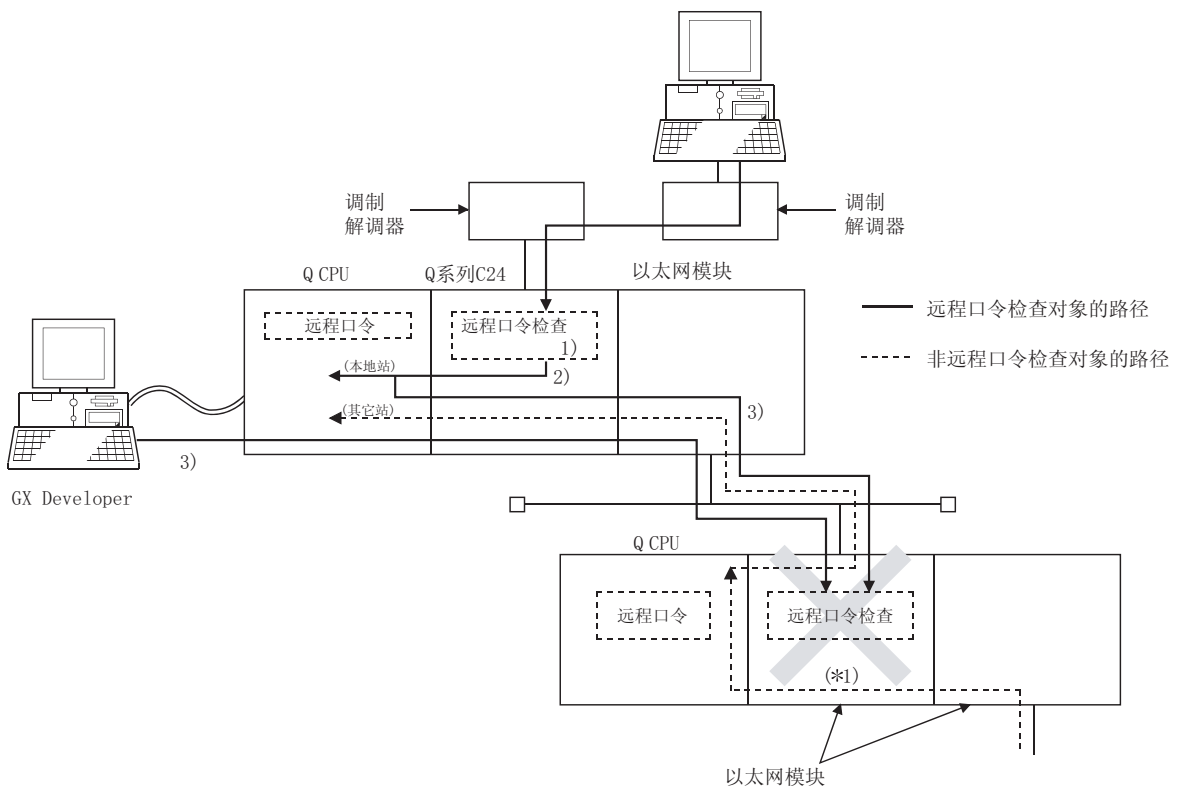 调制
解调器
调制
解调器
Q CPU
Q系列C24
以太网模块
远程口令
远程口令检查
1)
(本地站)
2)
(其它站)
3)
3)
GX Developer
远程口令检查对象的路径
非远程口令检查对象的路径
Q CPU
远程口令
远程口令检查
(*1)
以太网模块